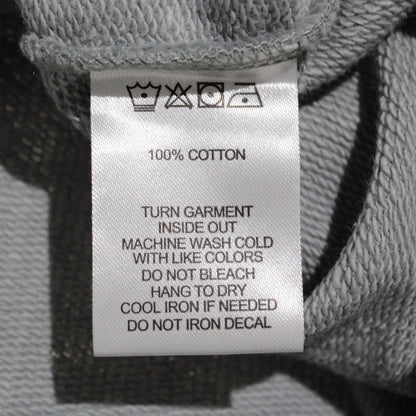 100% COTTON
TURN GARMENT
INSIDE OUT
MACHINE WASH COLD
WITH LIKE COLORS
DO NOT BLEACH
HANG TO DRY
COOL IRON IF NEEDED
DO NOT IRON DECAL